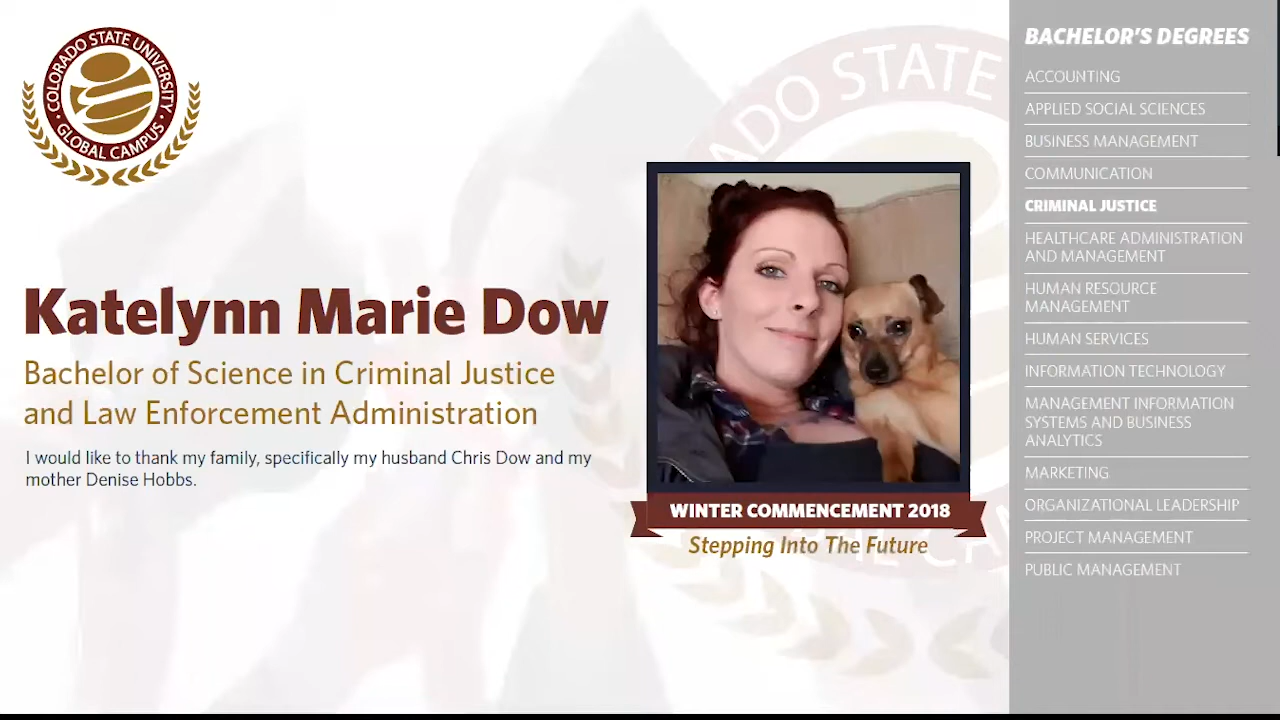 COLORADO STATE UNIVERSITY
· GLOBAL CAMPUS ·
Katelynn Marie Dow
Bachelor of Science in Criminal Justice
and Law Enforcement Administration
I would like to thank my family, specifically my husband Chris Dow and my
mother Denise Hobbs.
ADO STATE
WINTER COMMENCEMENT 2018
Stepping Into The Future
BACHELOR'S DEGREES
ACCOUNTING
APPLIED SOCIAL SCIENCES
BUSINESS MANAGEMENT
COMMUNICATION
CRIMINAL JUSTICE
HEALTHCARE ADMINISTRATION
AND MANAGEMENT
HUMAN RESOURCE
MANAGEMENT
HUMAN SERVICES
INFORMATION TECHNOLOGY
MANAGEMENT INFORMATION
SYSTEMS AND BUSINESS
ANALYTICS
MARKETING
ORGANIZATIONAL LEADERSHIP
PROJECT MANAGEMENT
PUBLIC MANAGEMENT